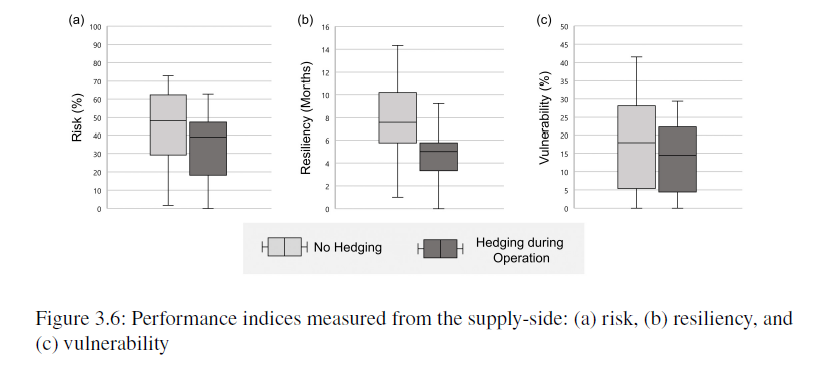 (a)
100
90
80
70
60
50
40
30
20
10
0
Risk (%)
(b)
16
14
12
10
8
6
4
2
0
Resiliency (Months)
(c)
50
45
40
35
30
25
20
15
10
5
0
Vulnerability (%)
No Hedging
Hedging during
Operation
Figure 3.6: Performance indices measured from the supply-side: (a) risk, (b) resiliency, and
(c) vulnerability